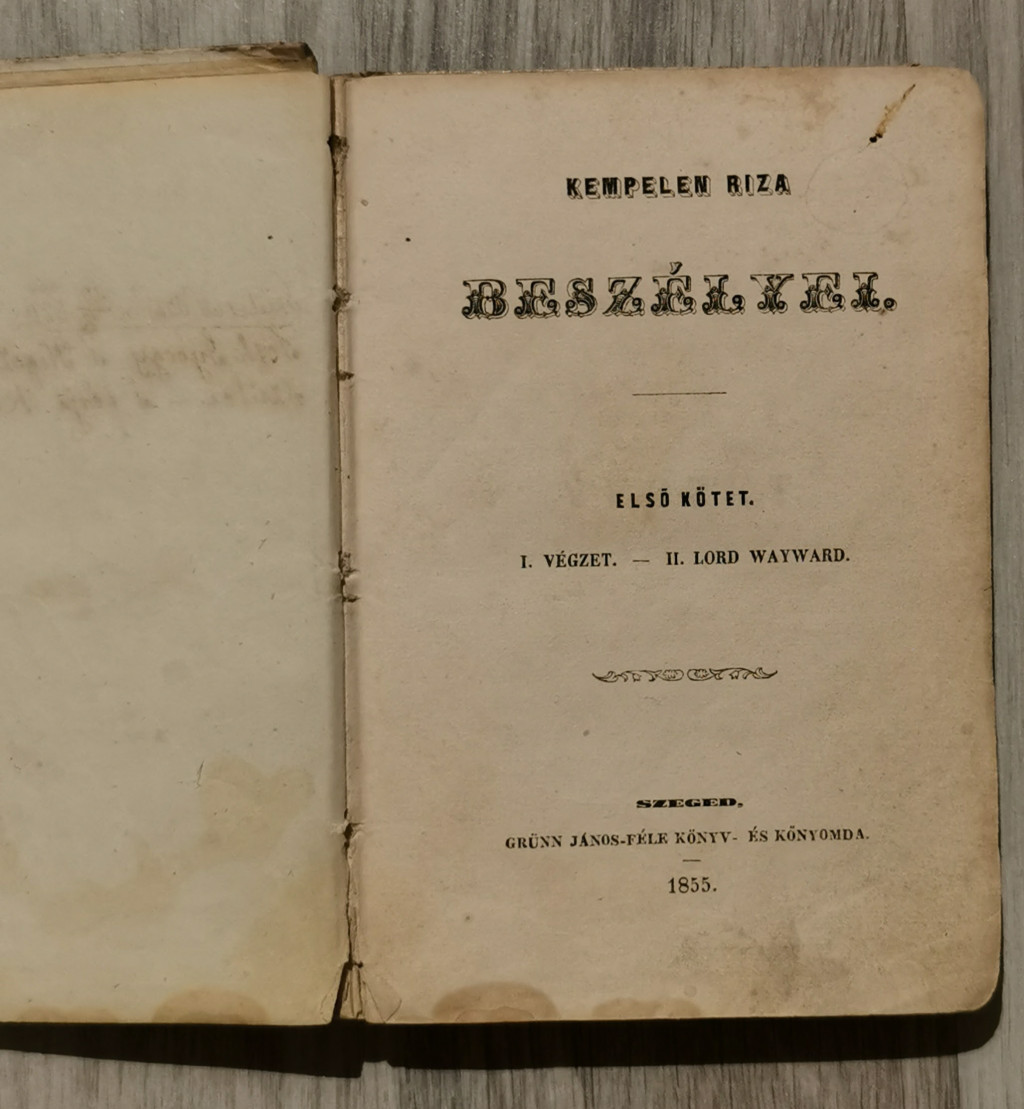 KEMPELEN RIZA
BESZÉLYEI.
ELSŐ KÖTET.
I. VÉGZET. — II. LORD WAYWARD.
SZEGED,
GRÜNN JÁNOS-FÉLE KÖNYV- ÉS KŐNYOMDA.
1855.